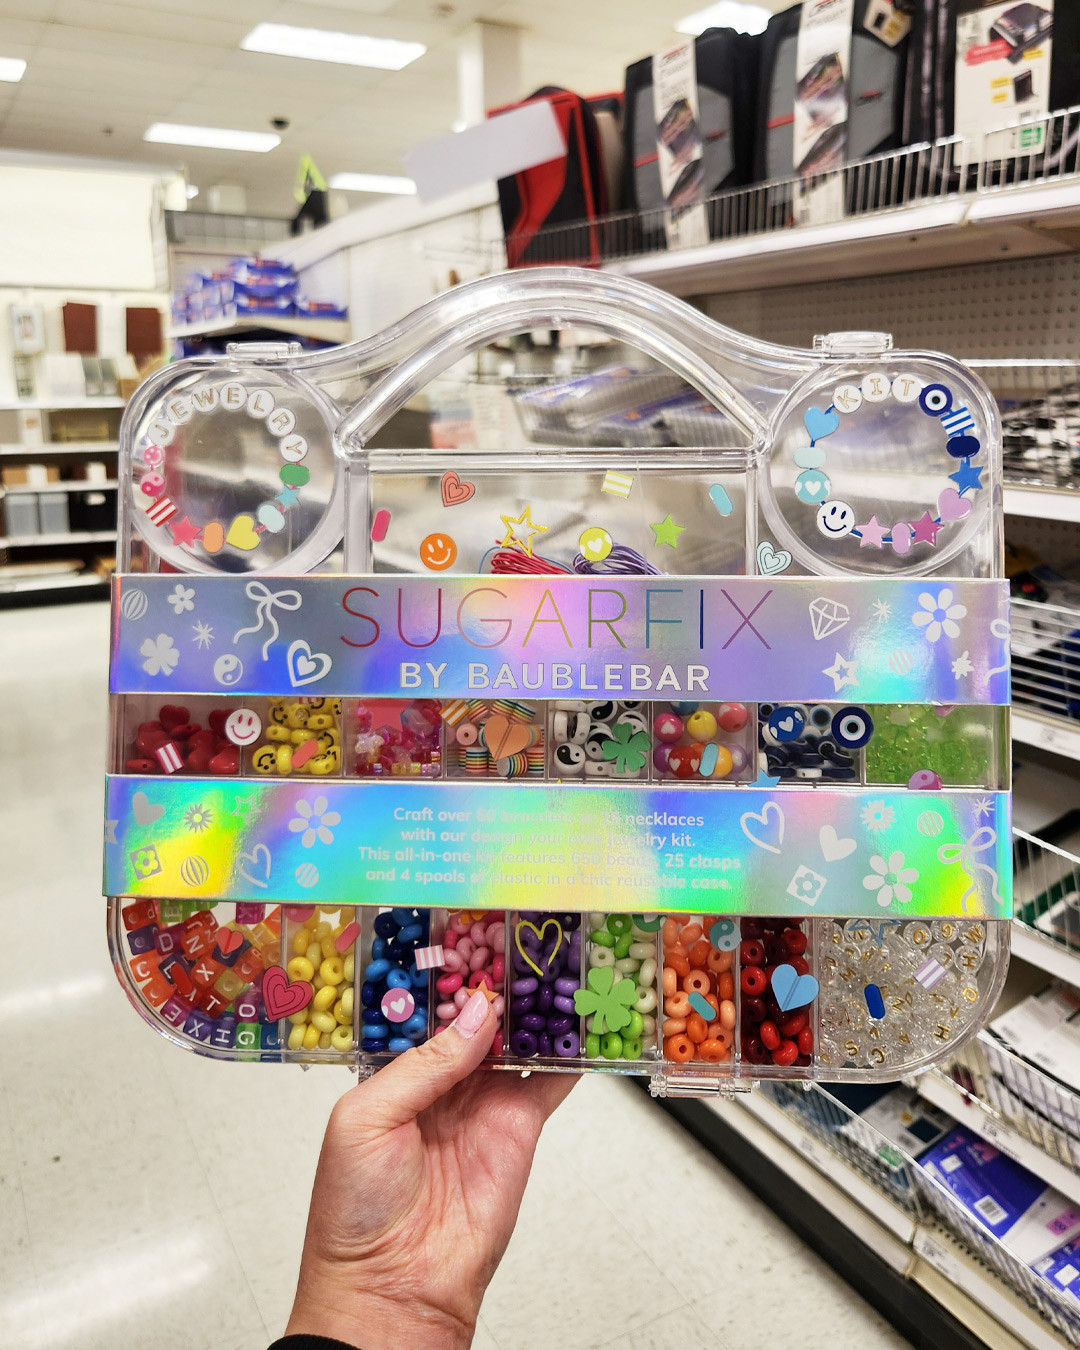 JEWELRY
KIT
SUGARFIX
BY BAUBLEBAR
Craft over necklaces
with our design your own jewelry kit.
This all-in-one kit features 650 beads, 25 clasps
and 4 spools of elastic in a chic reusable case.